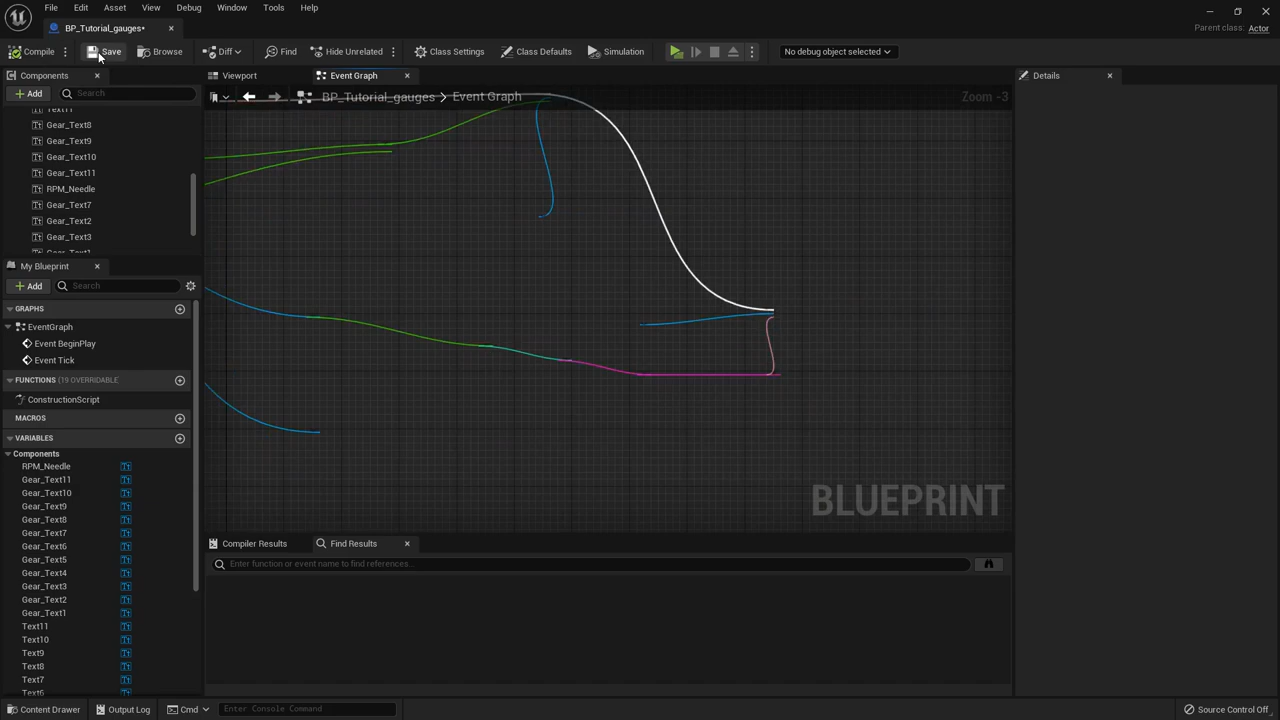 File Edit Asset View Debug Window Tools Help
BP_Tutorial_gauges*
Parent class: Actor
Compile Save Browse Diff Find Hide Unrelated Class Settings Class Defaults Simulation No debug object selected
Components Viewport Event Graph Details
Add Search BP_Tutorial_gauges Event Graph Zoom -3
Text11
Gear_Text8
Gear_Text9
Gear_Text10
Gear_Text11
RPM_Needle
Gear_Text7
Gear_Text2
Gear_Text3
Gear_Text1
My Blueprint
Add Search
GRAPHS
EventGraph
Event BeginPlay
Event Tick
FUNCTIONS (19 OVERRIDABLE
ConstructionScript
MACROS
VARIABLES
Components
RPM_Needle
Gear_Text11
Gear_Text10
Gear_Text9
Gear_Text8
Gear_Text7
Gear_Text6
Gear_Text5
Gear_Text4
Gear_Text3
Gear_Text2
Gear_Text1
Text11
Text10
Text9
Text8
Text7
Text6
BLUEPRINT
Compiler Results Find Results
Enter function or event name to find references...
Content Drawer Output Log Cmd Enter Console Command Source Control Off